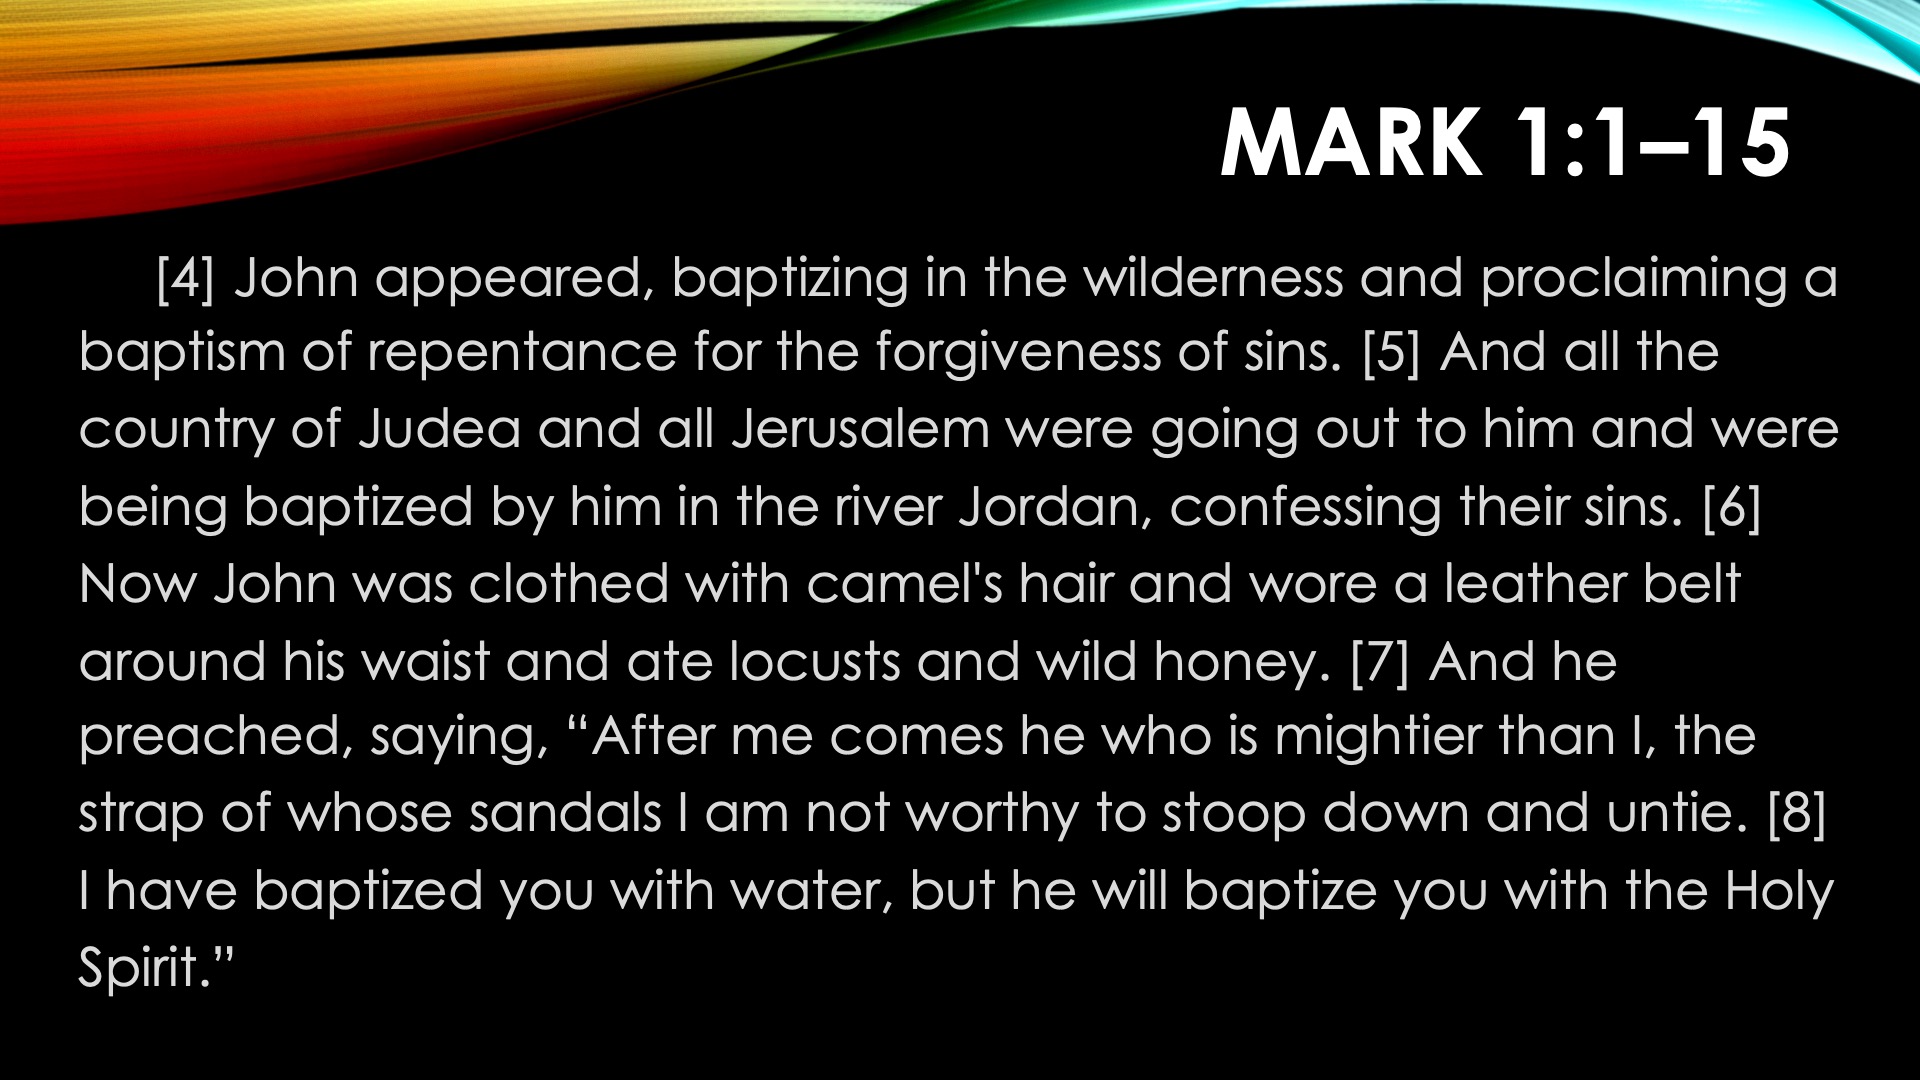 MARK 1:1–15
[4] John appeared, baptizing in the wilderness and proclaiming a
baptism of repentance for the forgiveness of sins. [5] And all the
country of Judea and all Jerusalem were going out to him and were
being baptized by him in the river Jordan, confessing their sins. [6]
Now John was clothed with camel's hair and wore a leather belt
around his waist and ate locusts and wild honey. [7] And he
preached, saying, “After me comes he who is mightier than I, the
strap of whose sandals I am not worthy to stoop down and untie. [8]
I have baptized you with water, but he will baptize you with the Holy
Spirit.”